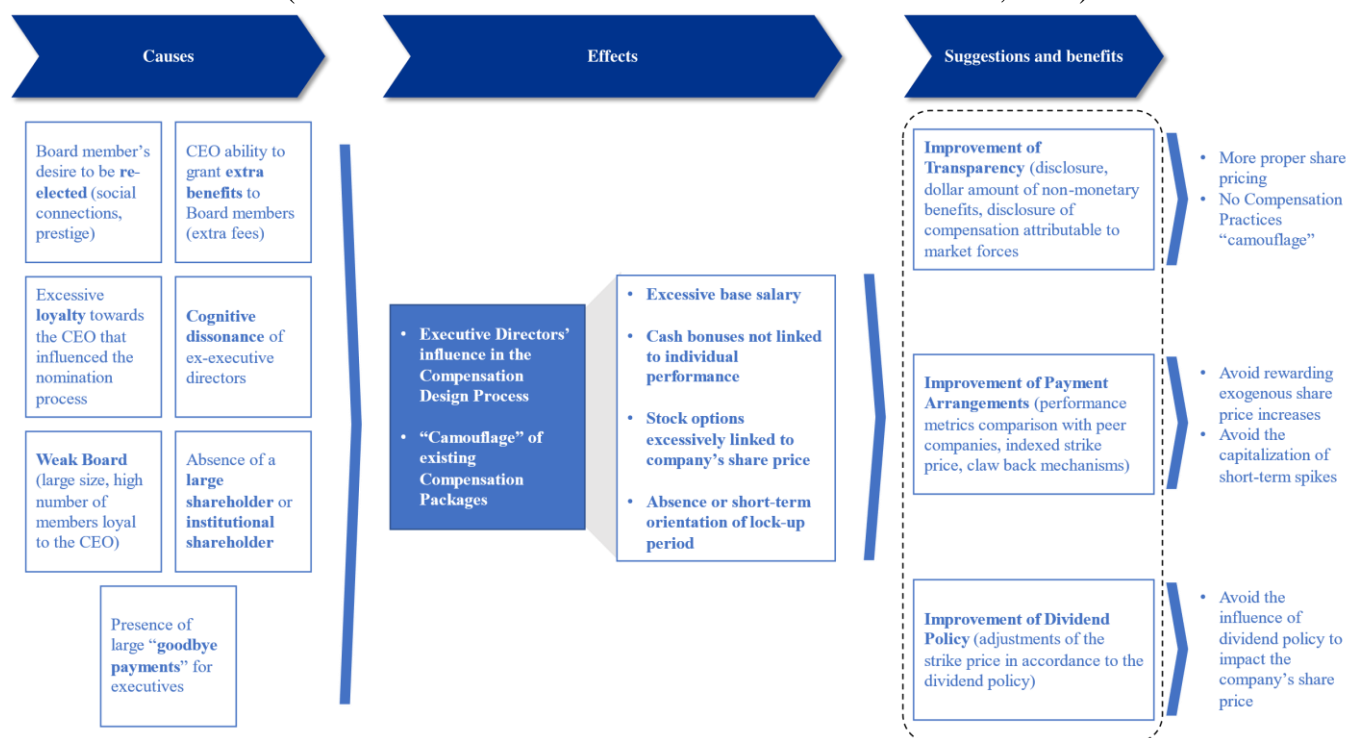 Causes
Effects
Suggestions and benefits
Board member’s
desire to be re-
elected (social
connections,
prestige)
CEO ability to
grant extra
benefits to
Board members
(extra fees)
Excessive
loyalty towards
the CEO that
influenced the
nomination
process
Cognitive
dissonance of
ex-executive
directors
Weak Board
(large size, high
number of
members loyal
to the CEO)
Absence of a
large
shareholder or
institutional
shareholder
Presence of
large “goodbye
payments” for
executives
• Executive Directors’
influence in the
Compensation
Design Process
• “Camouflage” of
existing
Compensation
Packages
• Excessive base salary
• Cash bonuses not linked
to individual
performance
• Stock options
excessively linked to
company’s share price
• Absence or short-term
orientation of lock-up
period
Improvement of
Transparency (disclosure,
dollar amount of non-monetary
benefits, disclosure of
compensation attributable to
market forces
• More proper share
pricing
• No Compensation
Practices
“camouflage”
Improvement of Payment
Arrangements (performance
metrics comparison with peer
companies, indexed strike
price, claw back mechanisms)
• Avoid rewarding
exogenous share
price increases
• Avoid the
capitalization of
short-term spikes
Improvement of Dividend
Policy (adjustments of the
strike price in accordance to the
dividend policy)
• Avoid the
influence of
dividend policy to
impact the
company’s share
price